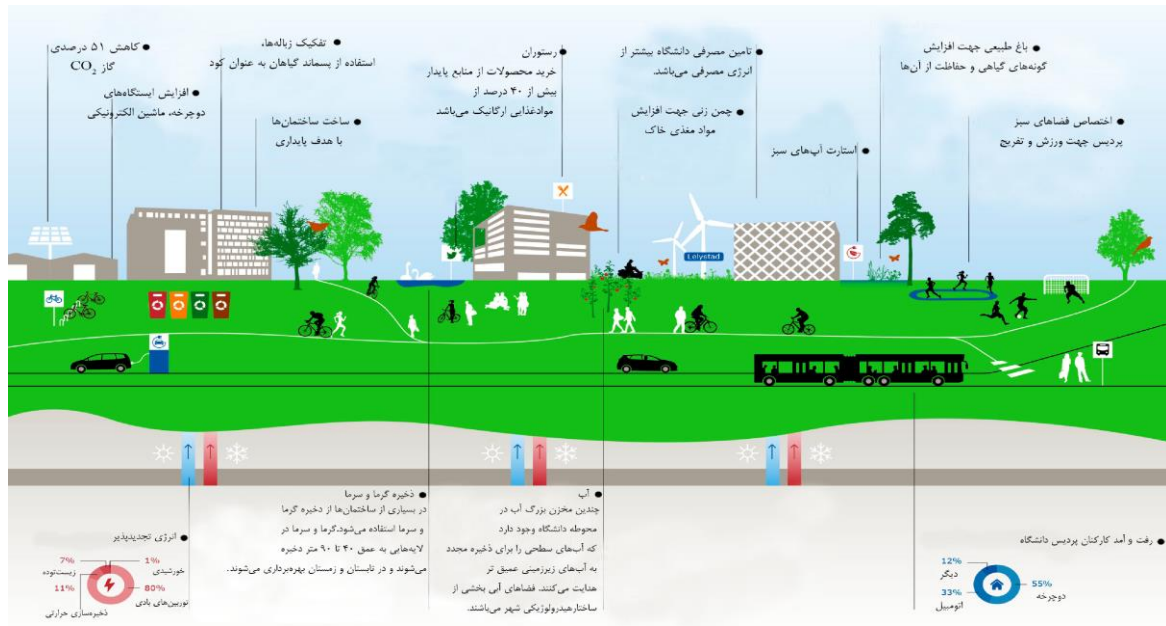 کاهش ۵۱ درصدی
گاز CO₂
افزایش ایستگاه‌های
دوچرخه، ماشین الکترونیکی
تفکیک زباله‌ها،
استفاده از پسماند گیاهان به عنوان کود
ساخت ساختمان‌ها
با هدف پایداری
رستوران
خرید محصولات از منابع پایدار
بیش از ۴۰ درصد از
موادغذایی ارگانیک می‌باشد
تامین مصرفی دانشگاه بیشتر از
انرژی مصرفی می‌باشد.
چمن زنی جهت افزایش
مواد مغذی خاک
استارت آپ‌های سبز
باغ طبیعی جهت افزایش
گونه‌های گیاهی و حفاظت از آن‌ها
اختصاص فضاهای سبز
پردیس جهت ورزش و تفریح
Lelystad
ذخیره گرما و سرما
در بسیاری از ساختمان‌ها از دخیره گرما
و سرما استفاده می‌شود.گرما و سرما در
لایه‌هایی به عمق ۴۰ تا ۹۰ متر دخیره
می‌شوند و در تابستان و زمستان بهره‌برداری می‌شوند.
آب
چندین مخزن بزرگ آب در
محوطه دانشگاه وجود دارد
که آب‌های سطحی را برای ذخیره مجدد
به آب‌های زیرزمینی عمیق تر
هدایت می‌کنند. فضاهای آبی بخشی از
ساختارهیدرولوژیکی شهر می‌باشند.
انرژی تجدیدپذیر
7%
زیست‌توده
1%
خورشیدی
11%
ذخیره‌سازی حرارتی
80%
توربین‌های بادی
رفت و آمد کارکنان پردیس دانشگاه
12%
دیگر
55%
دوچرخه
33%
اتومبیل